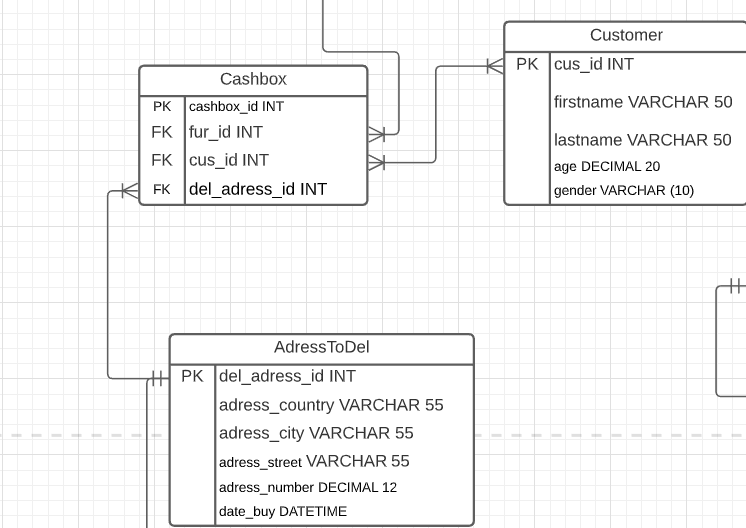 Customer
PK cus_id INT
firstname VARCHAR 50
lastname VARCHAR 50
age DECIMAL 20
gender VARCHAR (10)
Cashbox
PK cashbox_id INT
FK fur_id INT
FK cus_id INT
FK del_adress_id INT
AdressToDel
PK del_adress_id INT
adress_country VARCHAR 55
adress_city VARCHAR 55
adress_street VARCHAR 55
adress_number DECIMAL 12
date_buy DATETIME